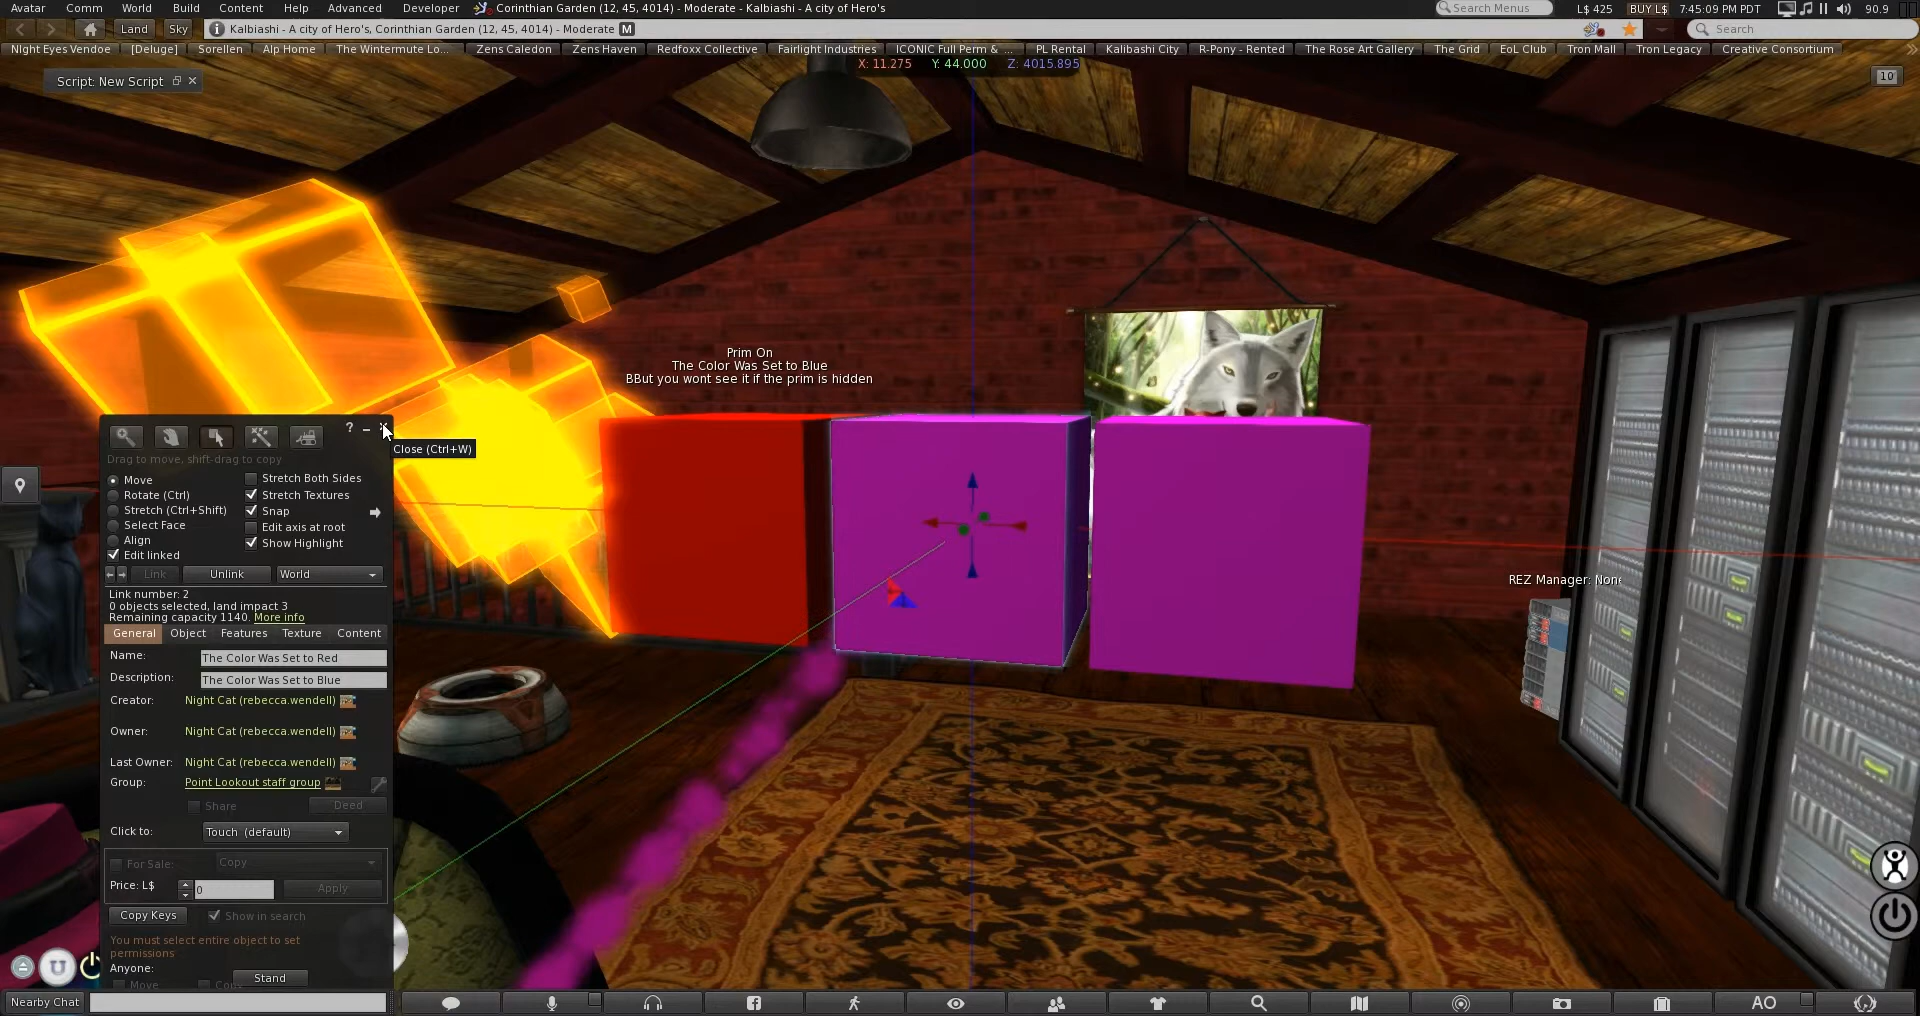 Avatar Comm World Build Content Help Advanced Developer Corinthian Garden (12, 45, 4014) - Moderate - Kalbiashi - A city of Hero's Search Menus L$ 425 BUY L$ 7:45:09 PM PDT 90.9
Land Sky Kalbiashi - A city of Hero's, Corinthian Garden (12, 45, 4014) - Moderate M Search
NIght Eyes Vendoe [Deluge] Sorellen Alp Home The Wintermute Lo... Zens Caledon Zens Haven Redfoxx Collective Fairlight Industries ICONIC Full Perm & ... PL Rental Kalibashi City R-Pony - Rented The Rose Art Gallery The Grid EoL Club Tron Mall Tron Legacy Creative Consortium
X: 11.275 Y: 44.000 Z: 4015.895
Script: New Script
10
Prim On
The Color Was Set to Blue
BBut you wont see it if the prim is hidden
?
Close (Ctrl+W)
Drag to move, shift-drag to copy
Move
Rotate (Ctrl)
Stretch (Ctrl+Shift)
Select Face
Align
Edit linked
Stretch Both Sides
Stretch Textures
Snap
Edit axis at root
Show Highlight
Link Unlink World
Link number: 2
0 objects selected, land impact 3
Remaining capacity 1140. More info
General Object Features Texture Content
Name: The Color Was Set to Red
Description: The Color Was Set to Blue
Creator: Night Cat (rebecca.wendell)
Owner: Night Cat (rebecca.wendell)
Last Owner: Night Cat (rebecca.wendell)
Group: Point Lookout staff group
Share Deed
Click to: Touch (default)
For Sale: Copy
Price: L$ 0 Apply
Copy Keys Show in search
You must select entire object to set
permissions
Anyone:
Move
Stand
REZ Manager:
Nearby Chat
AO